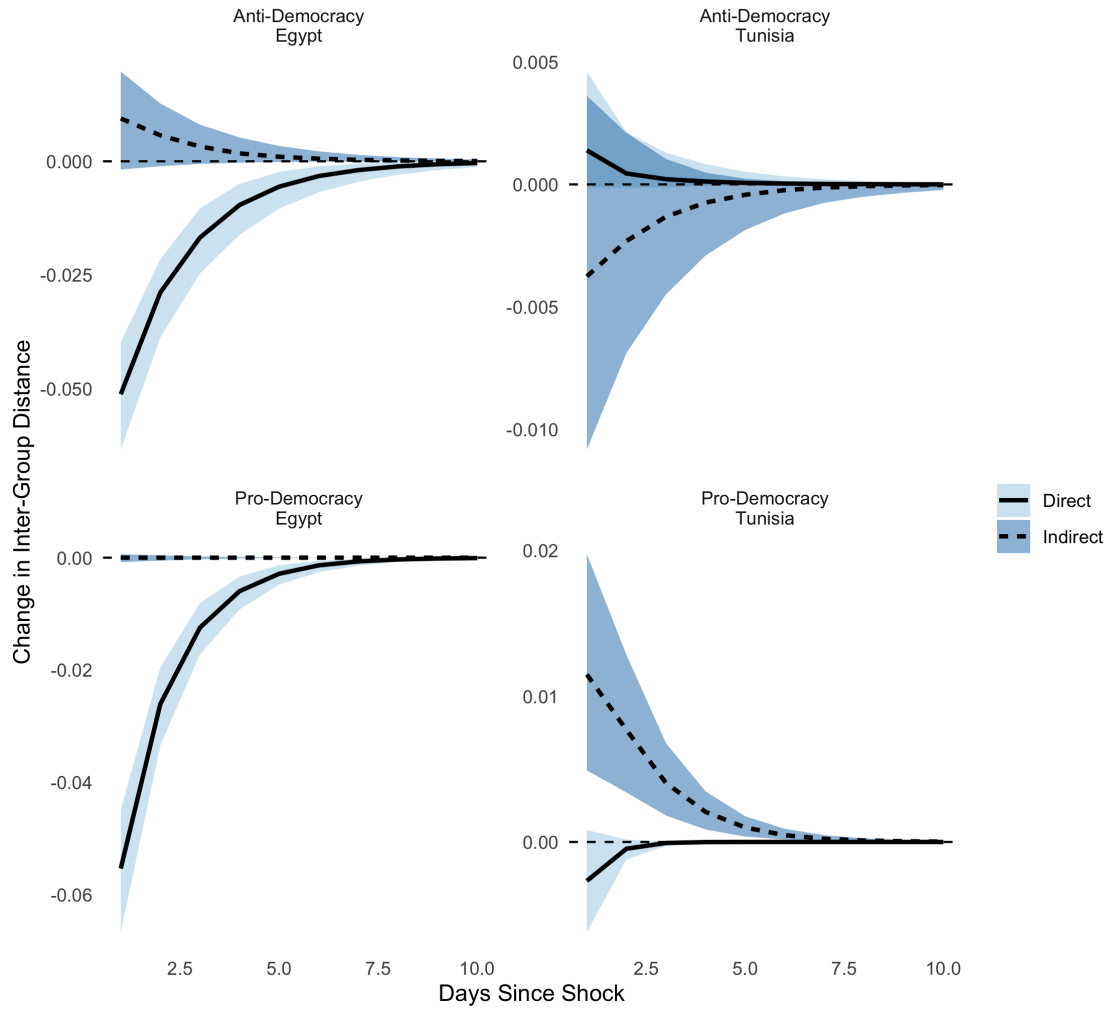 Anti-Democracy
Egypt
Anti-Democracy
Tunisia
0.000
-0.025
-0.050
0.005
0.000
-0.005
-0.010
Change in Inter-Group Distance
Pro-Democracy
Egypt
Pro-Democracy
Tunisia
0.00
-0.02
-0.04
-0.06
0.02
0.01
0.00
2.5 5.0 7.5 10.0
2.5 5.0 7.5 10.0
Days Since Shock
Direct
Indirect